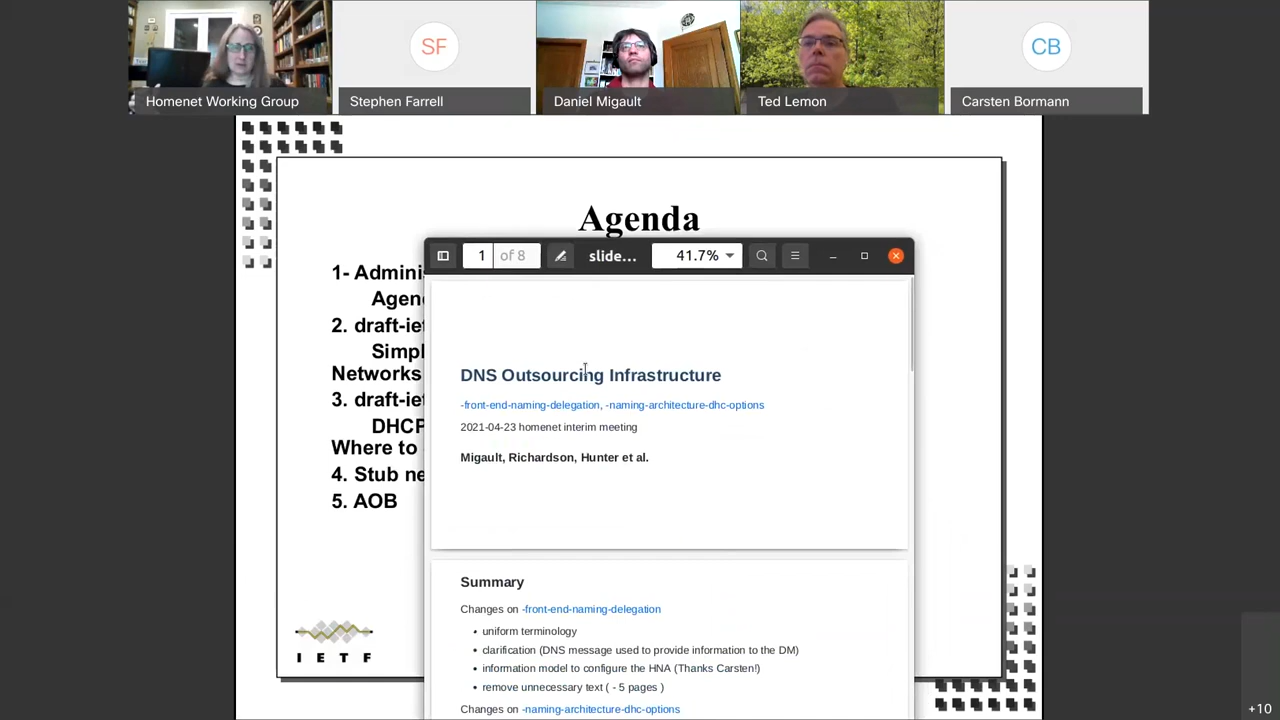 SF
CB
Homenet Working Group
Stephen Farrell
Daniel Migault
Ted Lemon
Carsten Bormann
Agenda
1 of 8
slide...
41.7%
1- Adminis
Agend
2. draft-iet
Simpl
Networks
3. draft-iet
DHCP
Where to
4. Stub ne
5. AOB
DNS Outsourcing Infrastructure
-front-end-naming-delegation, -naming-architecture-dhc-options
2021-04-23 homenet interim meeting
Migault, Richardson, Hunter et al.
Summary
Changes on -front-end-naming-delegation
• uniform terminology
• clarification (DNS message used to provide information to the DM)
• information model to configure the HNA (Thanks Carsten!)
• remove unnecessary text ( - 5 pages )
Changes on -naming-architecture-dhc-options
I E T F
+10